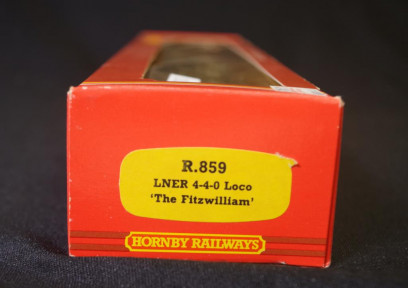 R.859
LNER 4-4-0 Loco
'The Fitzwilliam'
HORNBY RAILWAYS